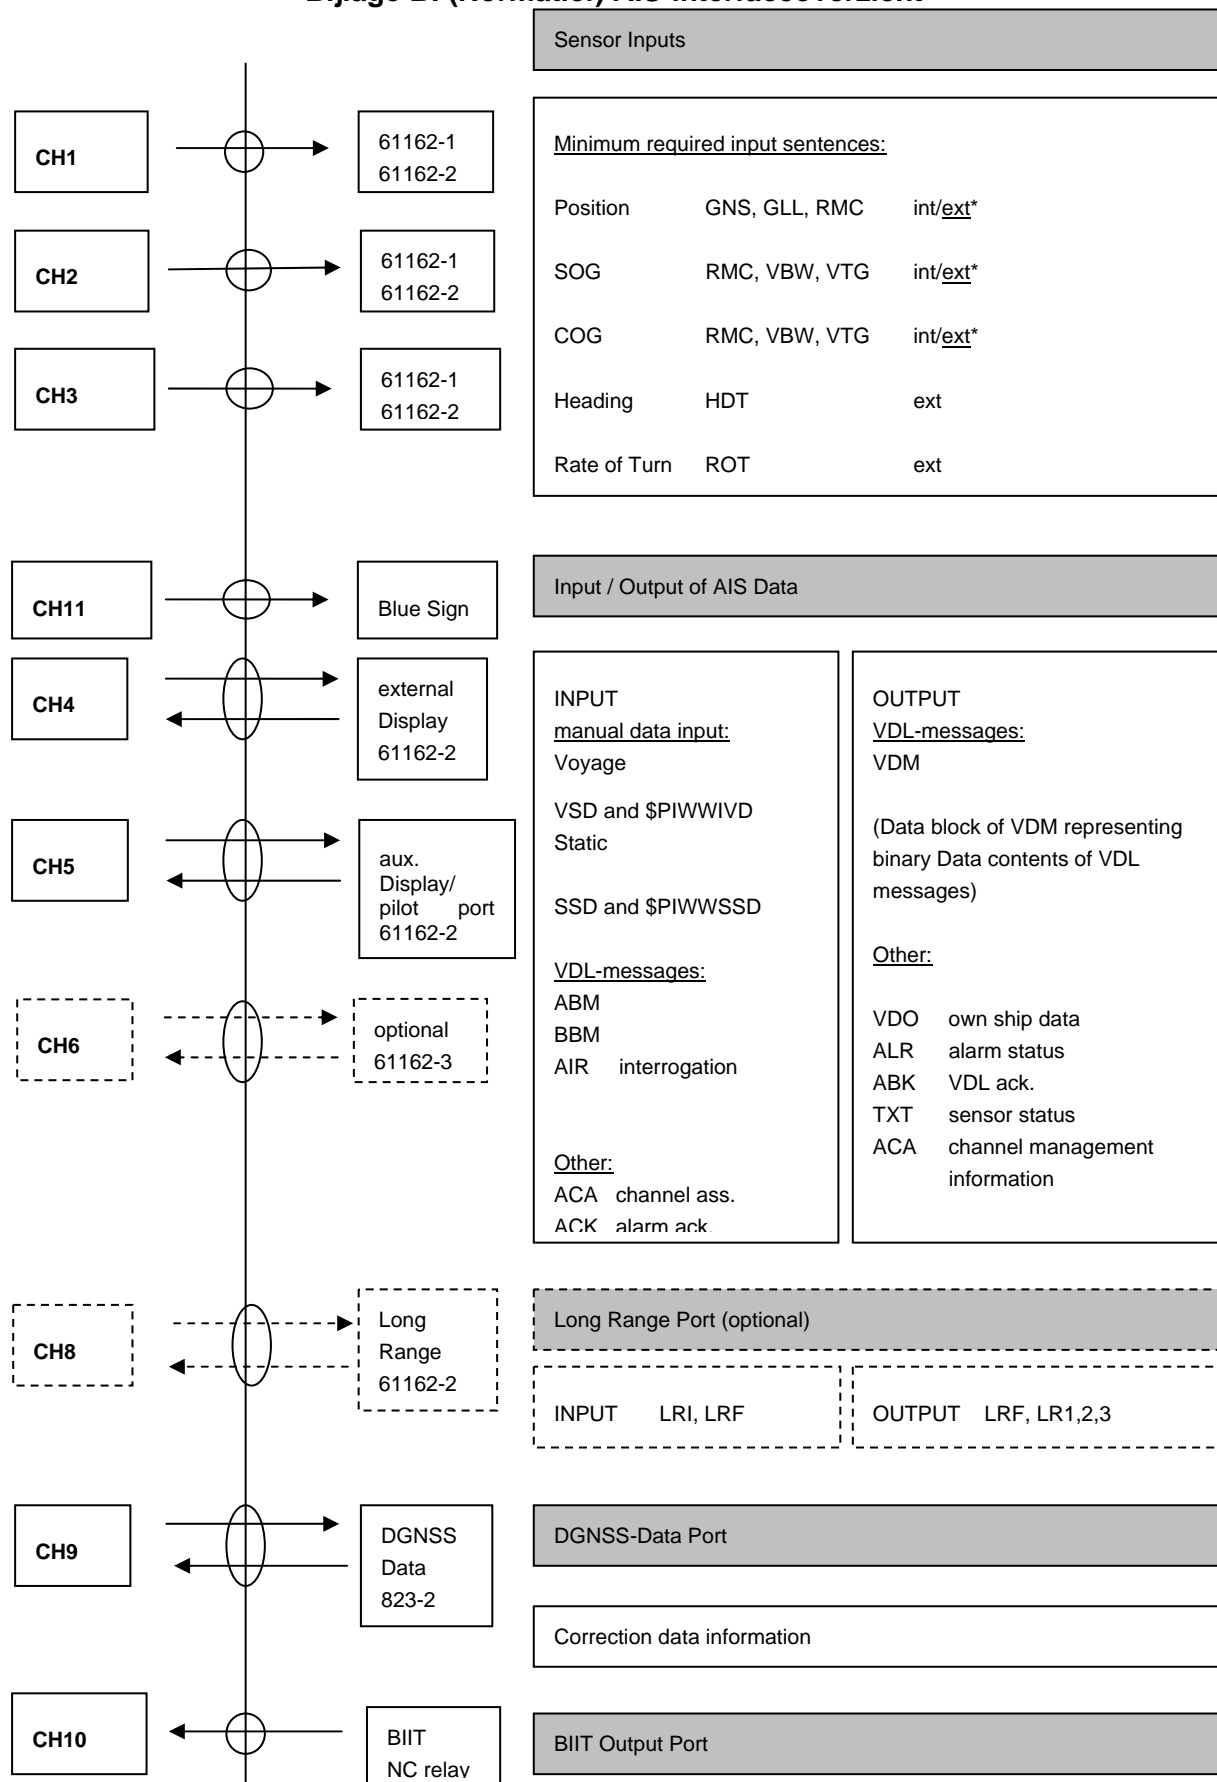 Bijlage B: (Normatief) AIS-Interfaceoverzicht
Sensor Inputs
CH1
61162-1
61162-2
Minimum required input sentences:
Position GNS, GLL, RMC int/ext*
SOG RMC, VBW, VTG int/ext*
COG RMC, VBW, VTG int/ext*
Heading HDT ext
Rate of Turn ROT ext
CH2
61162-1
61162-2
CH3
61162-1
61162-2
CH11
Blue Sign
Input / Output of AIS Data
CH4
external
Display
61162-2
CH5
aux.
Display/
pilot port
61162-2
CH6
optional
61162-3
INPUT
manual data input:
Voyage
VSD and $PIWWIVD
Static
SSD and $PIWWSSD
VDL-messages:
ABM
BBM
AIR interrogation
Other:
ACA channel ass.
ACK alarm ack.
OUTPUT
VDL-messages:
VDM
(Data block of VDM representing
binary Data contents of VDL
messages)
Other:
VDO own ship data
ALR alarm status
ABK VDL ack.
TXT sensor status
ACA channel management
information
CH8
Long
Range
61162-2
Long Range Port (optional)
INPUT LRI, LRF
OUTPUT LRF, LR1,2,3
CH9
DGNSS
Data
823-2
DGNSS-Data Port
Correction data information
CH10
BIIT
NC relay
BIIT Output Port